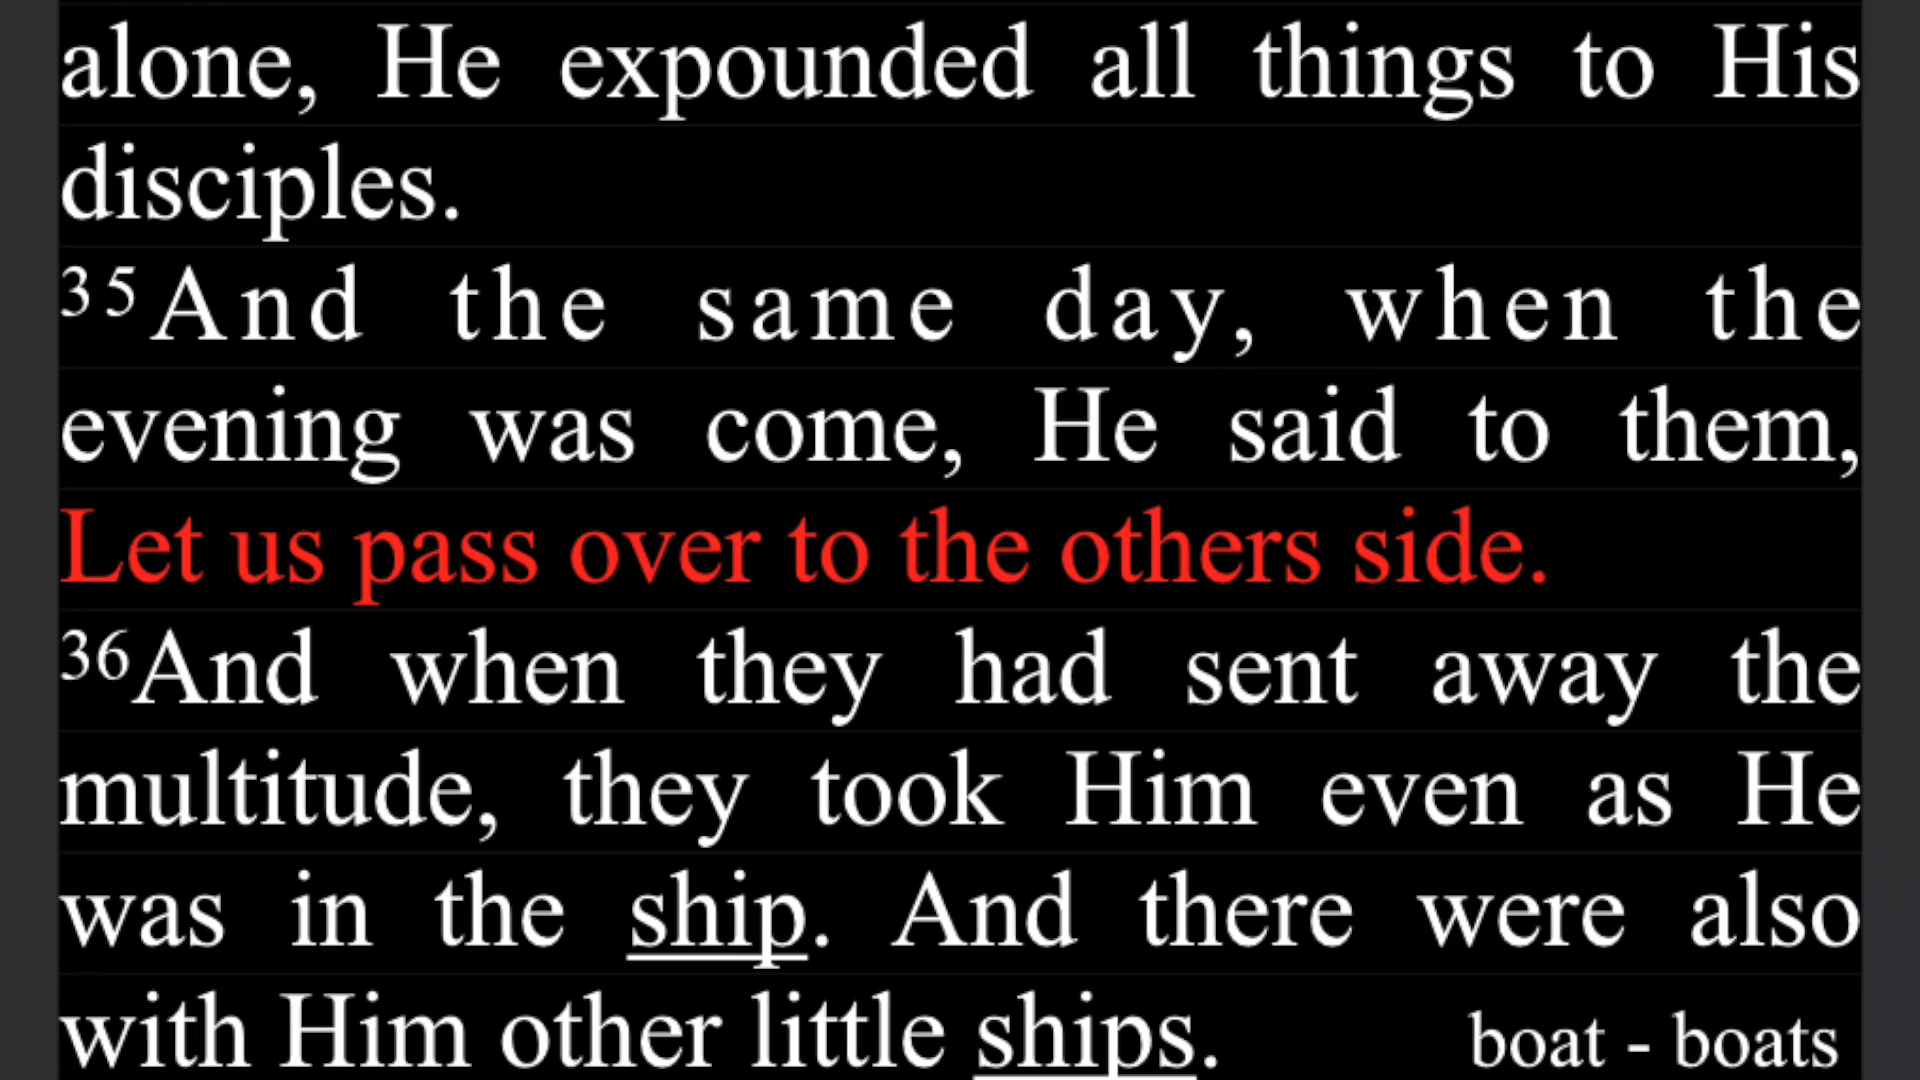 alone, He expounded all things to His
disciples.
35And the same day, when the
evening was come, He said to them,
Let us pass over to the others side.
36And when they had sent away the
multitude, they took Him even as He
was in the ship. And there were also
with Him other little ships. boat - boats